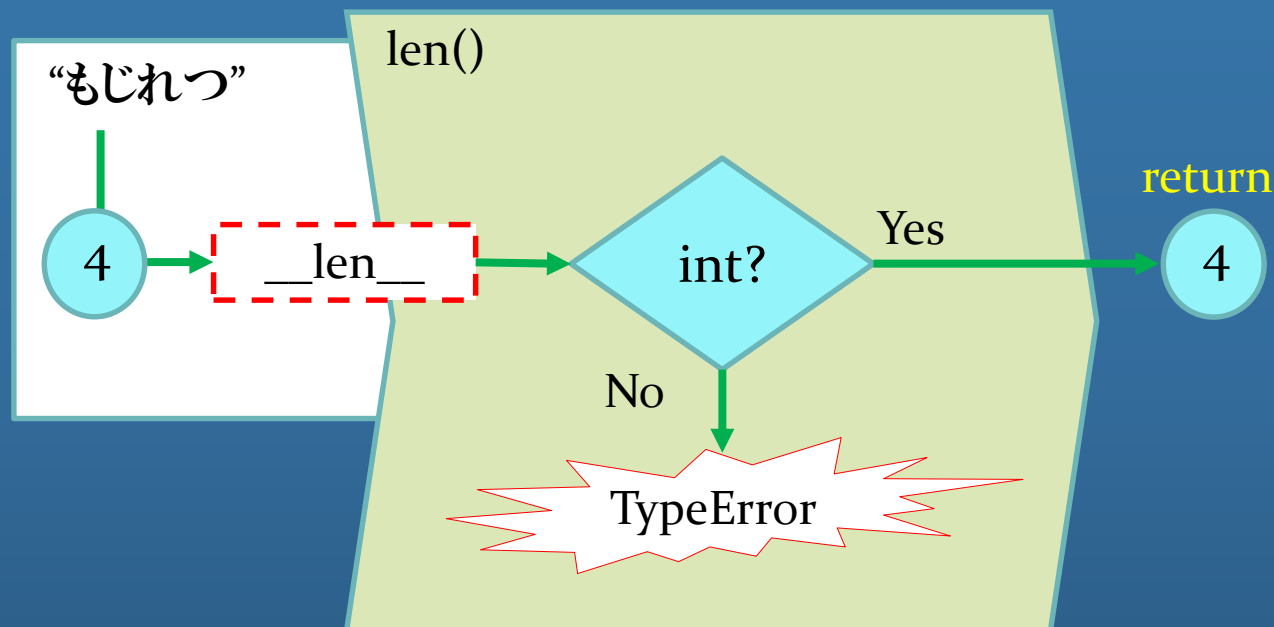 len()
“もじれつ”
return
4
__len__
int?
Yes
4
No
TypeError